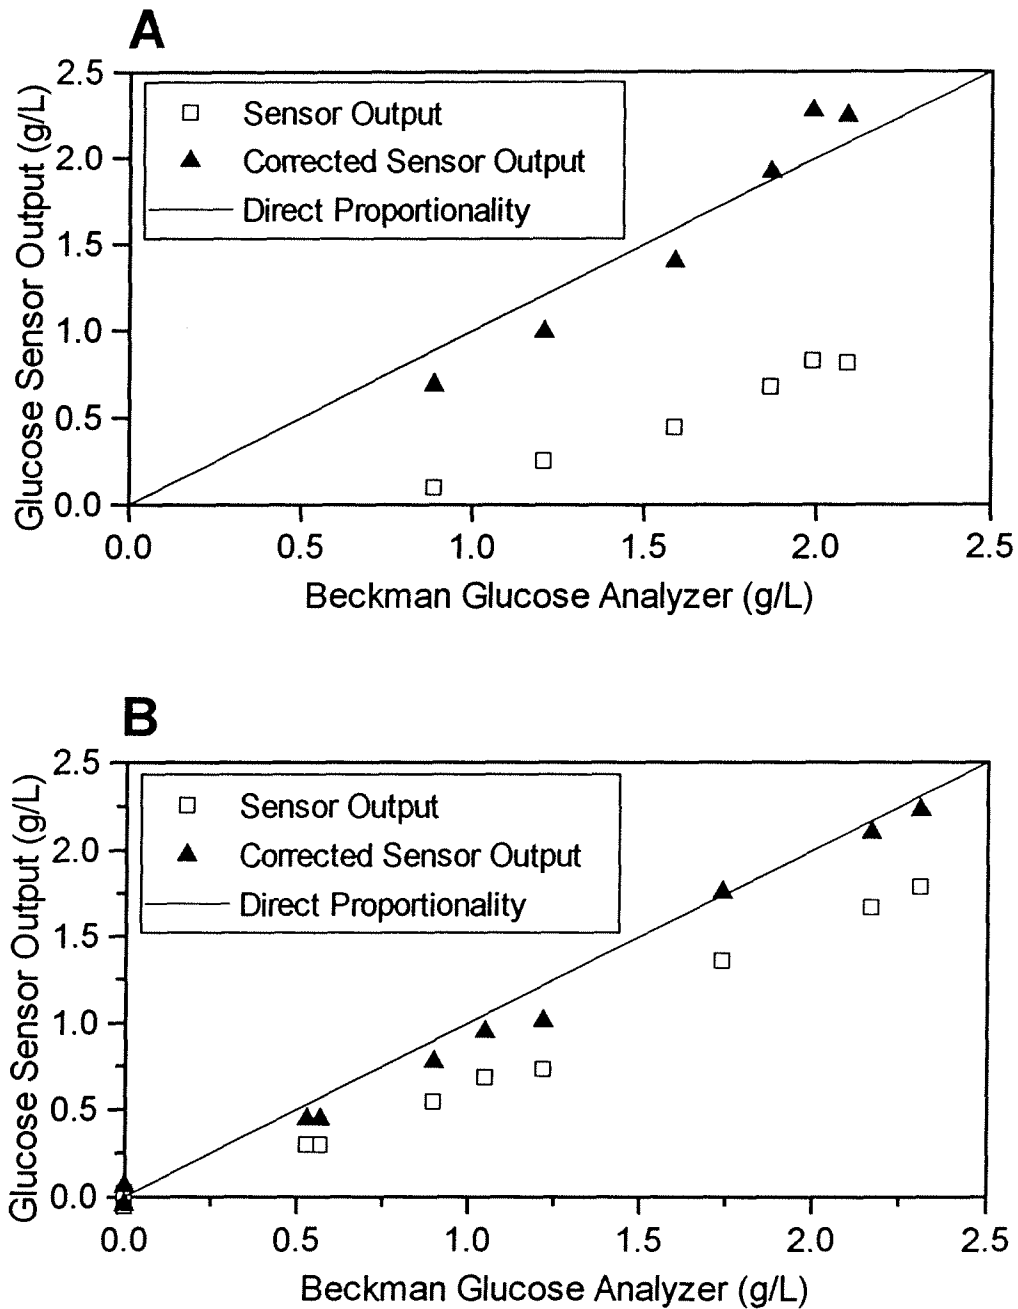 A
2.5
Sensor Output
Corrected Sensor Output
Direct Proportionality
2.0
1.5
1.0
0.5
0.0
Glucose Sensor Output (g/L)
0.0 0.5 1.0 1.5 2.0 2.5
Beckman Glucose Analyzer (g/L)
B
2.5
Sensor Output
Corrected Sensor Output
Direct Proportionality
2.0
1.5
1.0
0.5
0.0
Glucose Sensor Output (g/L)
0.0 0.5 1.0 1.5 2.0 2.5
Beckman Glucose Analyzer (g/L)